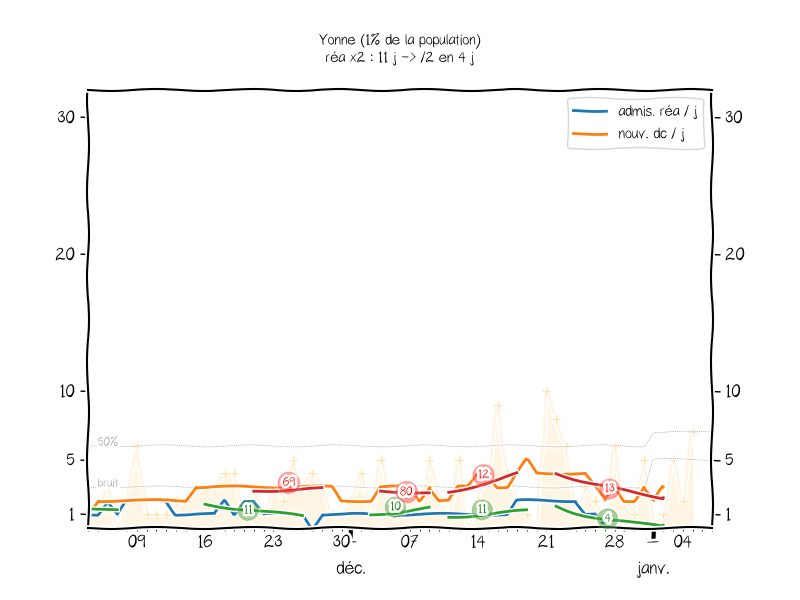 Yonne (1% de la population)
réa x2 : 11 j -> /2 en 4 j
admis. réa / j
nouv. dc / j
30 30
20 20
10 10
50%
5 5
bruit
1 1
69 80 12 13
11 10 11 4
09 16 23 30 07 14 21 28 04
déc. janv.